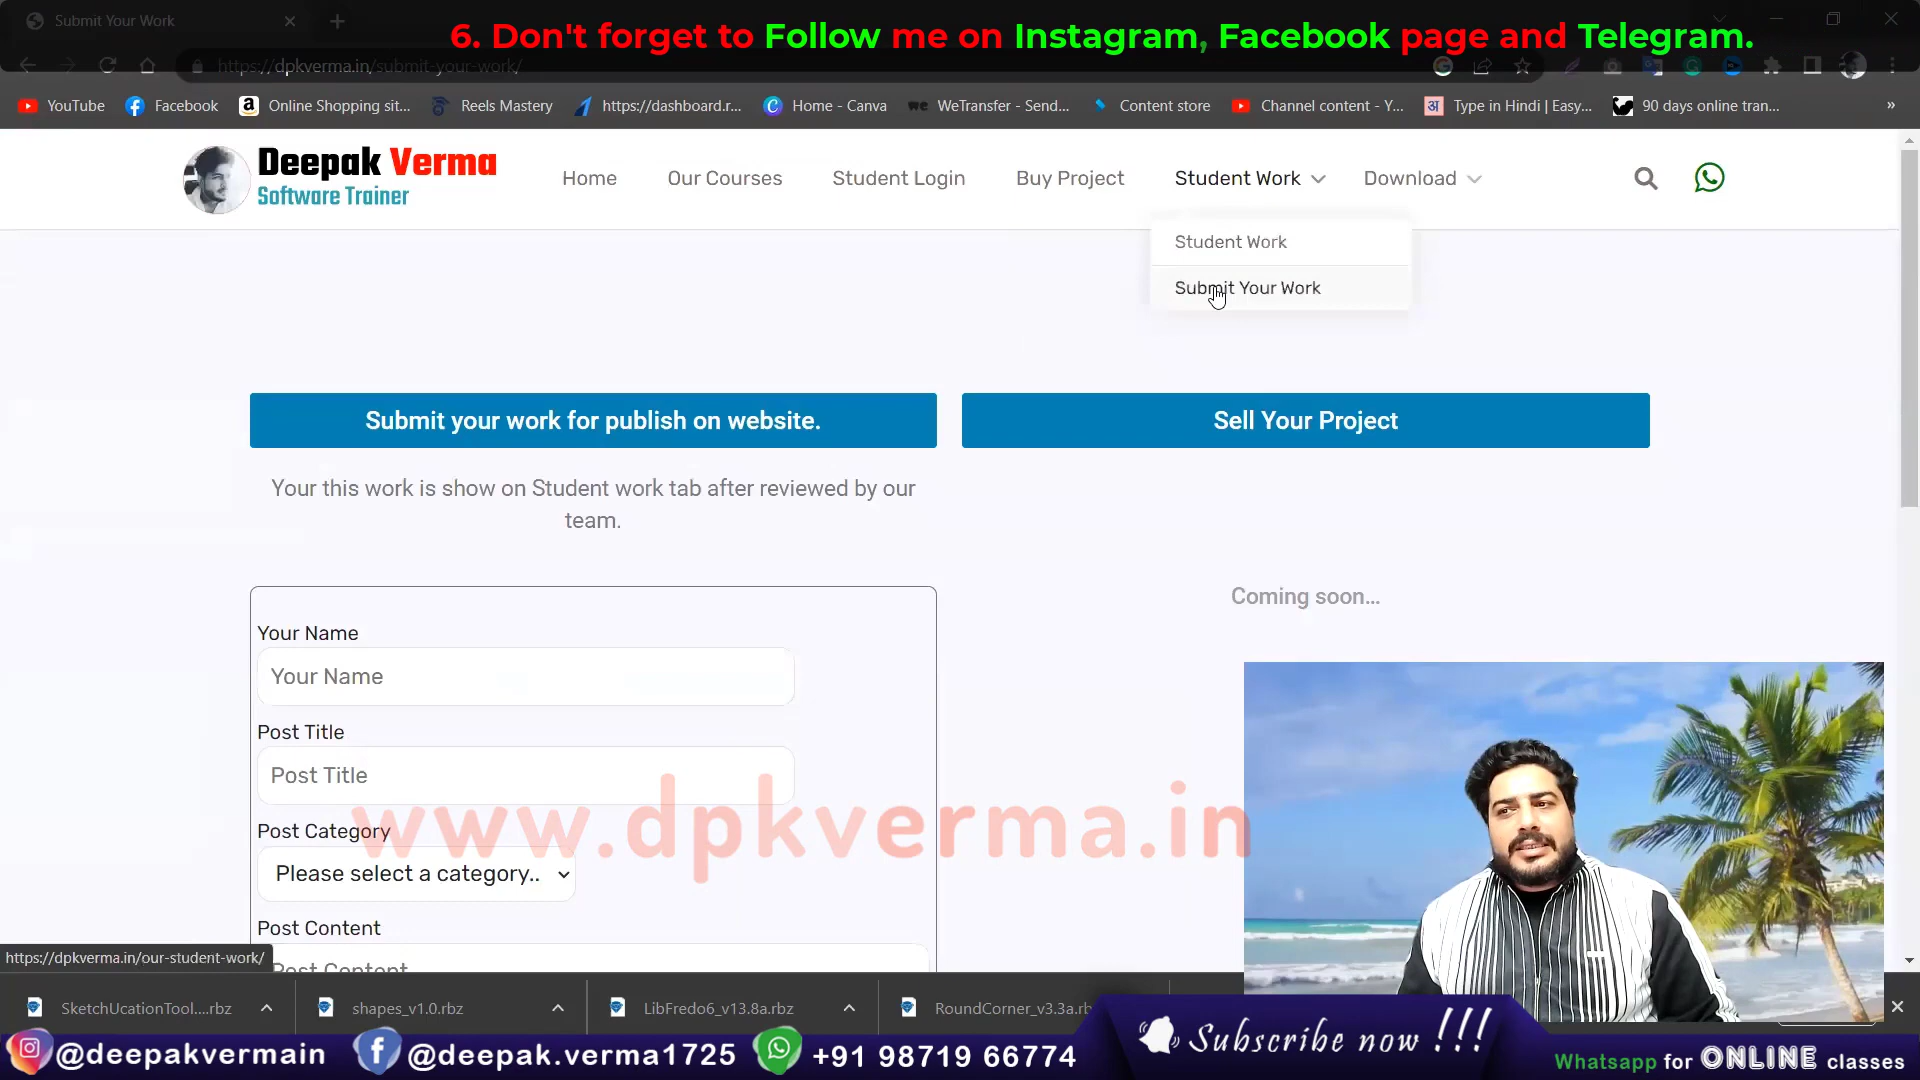 Submit Your Work
6. Don't forget to Follow me on Instagram, Facebook page and Telegram.
https://dpkverma.in/submit-your-work/
YouTube Facebook Online Shopping sit... Reels Mastery https://dashboard.r... Home - Canva WeTransfer - Send... Content store Channel content - Y... Type in Hindi | Easy... 90 days online tran... »
Deepak Verma
Software Trainer
Home Our Courses Student Login Buy Project Student Work Download
Student Work
Submit Your Work
Submit your work for publish on website.
Sell Your Project
Your this work is show on Student work tab after reviewed by our
team.
Coming soon...
Your Name
Your Name
Post Title
Post Title
www.dpkverma.in
Post Category
Please select a category..
Post Content
Post Content
https://dpkverma.in/our-student-work/
SketchUcationTool....rbz shapes_v1.0.rbz LibFredo6_v13.8a.rbz RoundCorner_v3.3a.rb
@deepakvermain @deepak.verma1725 +91 98719 66774
Subscribe now !!!
Whatsapp for ONLINE classes